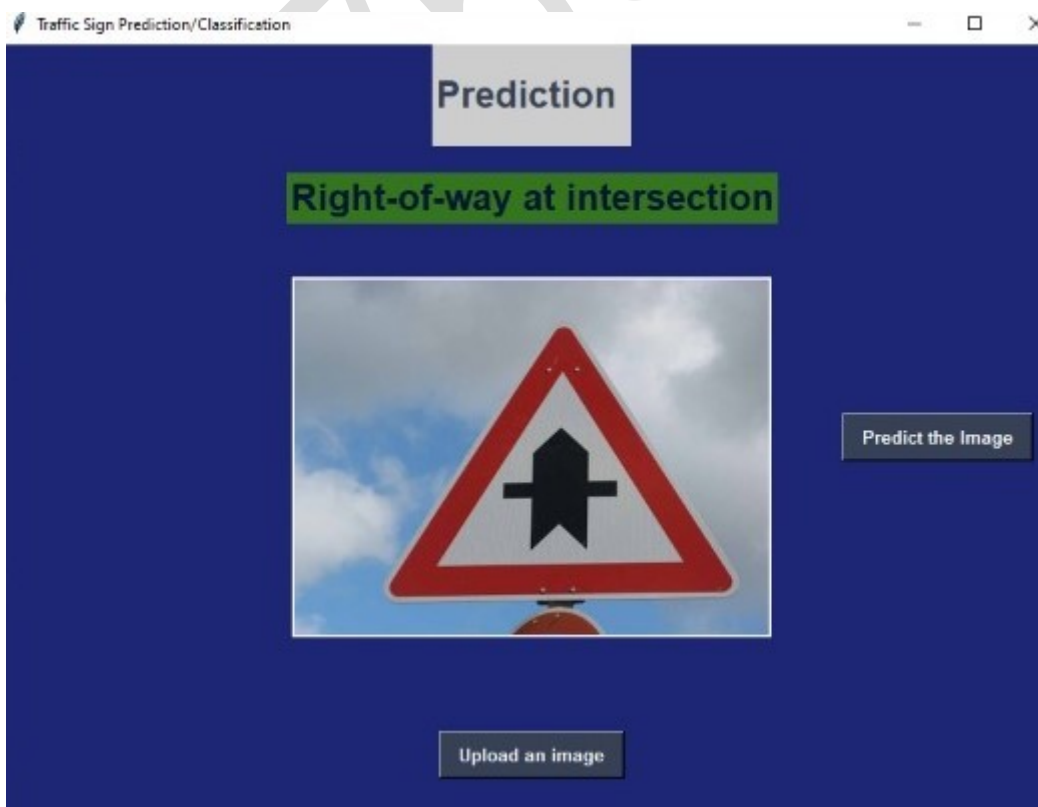 Traffic Sign Prediction/Classification
Prediction
Right-of-way at intersection
Predict the Image
Upload an image